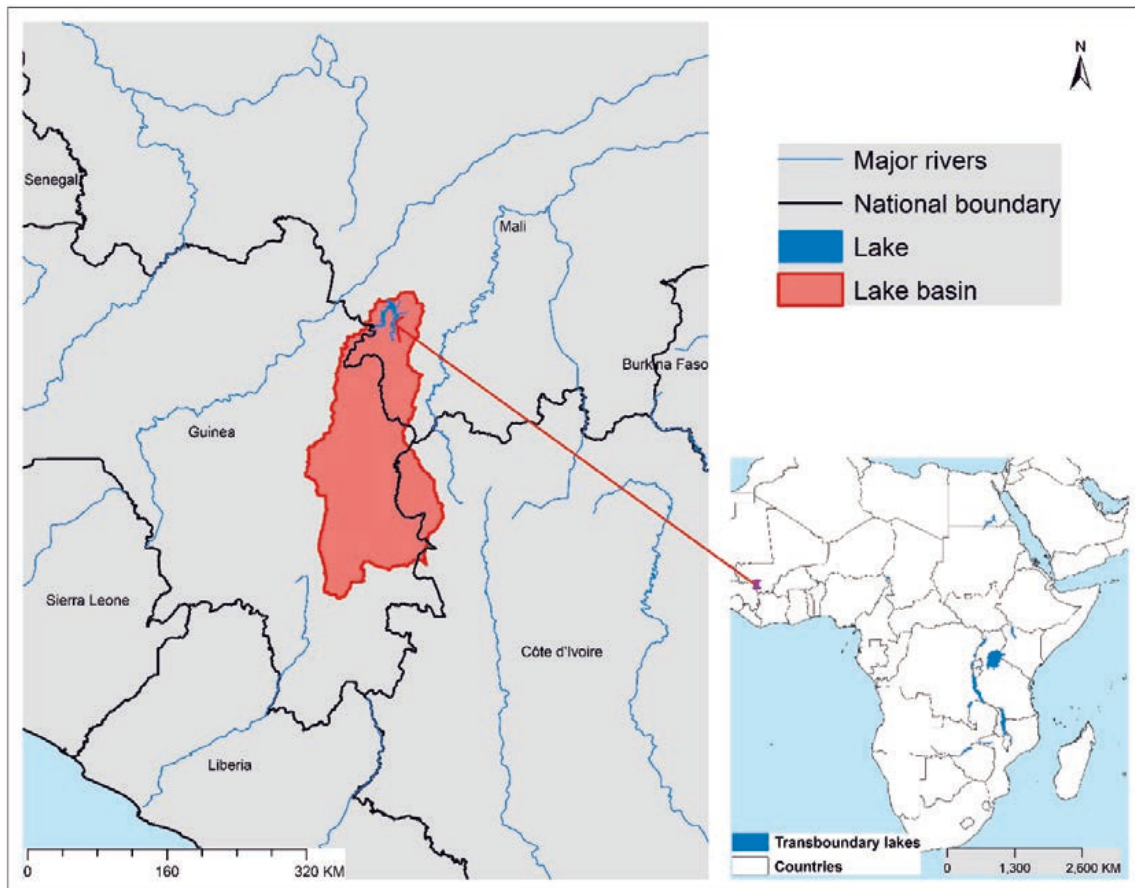 N
Major rivers
National boundary
Lake
Lake basin
Senegal
Mali
Burkina Faso
Guinea
Sierra Leone
Côte d'Ivoire
Liberia
0 160 320 KM
Transboundary lakes
Countries
0 1,300 2,600 KM